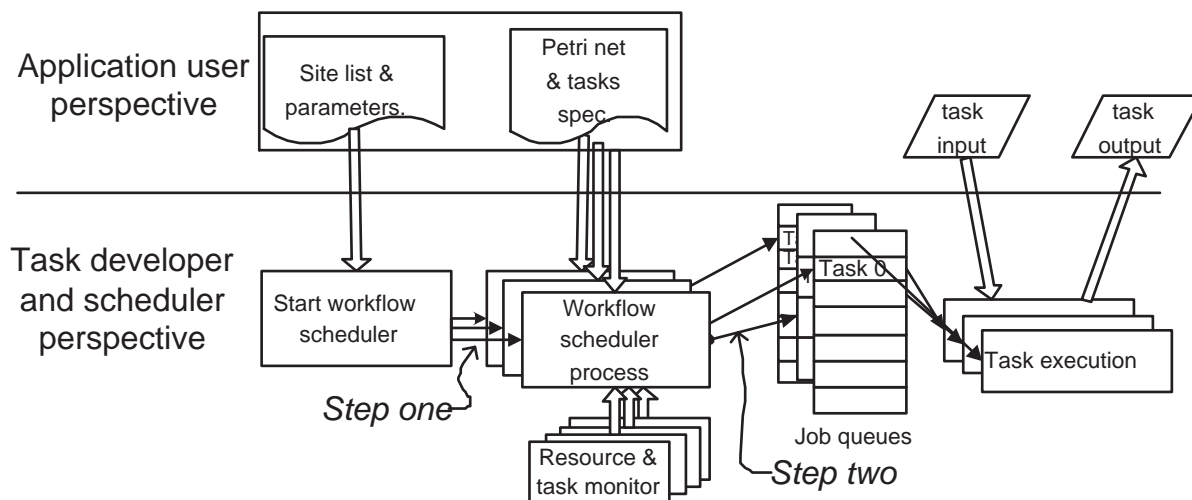 Application user
perspective
Site list &
parameters.
Petri net
& tasks
spec.
task
input
task
output
Task developer
and scheduler
perspective
Start workflow
scheduler
Workflow
scheduler
process
Task 0
Task execution
Step one
Job queues
Step two
Resource &
task monitor